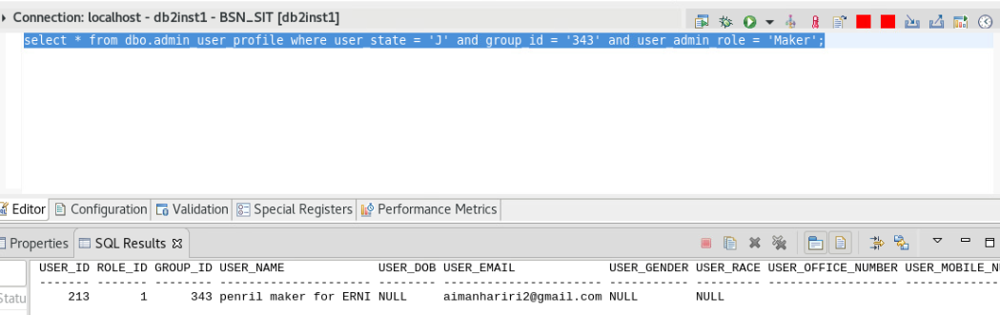 Connection: localhost - db2inst1 - BSN_SIT [db2inst1]
select * from dbo.admin_user_profile where user_state = 'J' and group_id = '343' and user_admin_role = 'Maker';
Editor Configuration Validation Special Registers Performance Metrics
Properties SQL Results
USER_ID ROLE_ID GROUP_ID USER_NAME USER_DOB USER_EMAIL USER_GENDER USER_RACE USER_OFFICE_NUMBER USER_MOBILE_NU
------- ------- -------- --------------------- -------- ---------------------- ----------- --------- ------------------ --------------
Statu
213 1 343 penril maker for ERNI NULL aimanhariri2@gmail.com NULL NULL